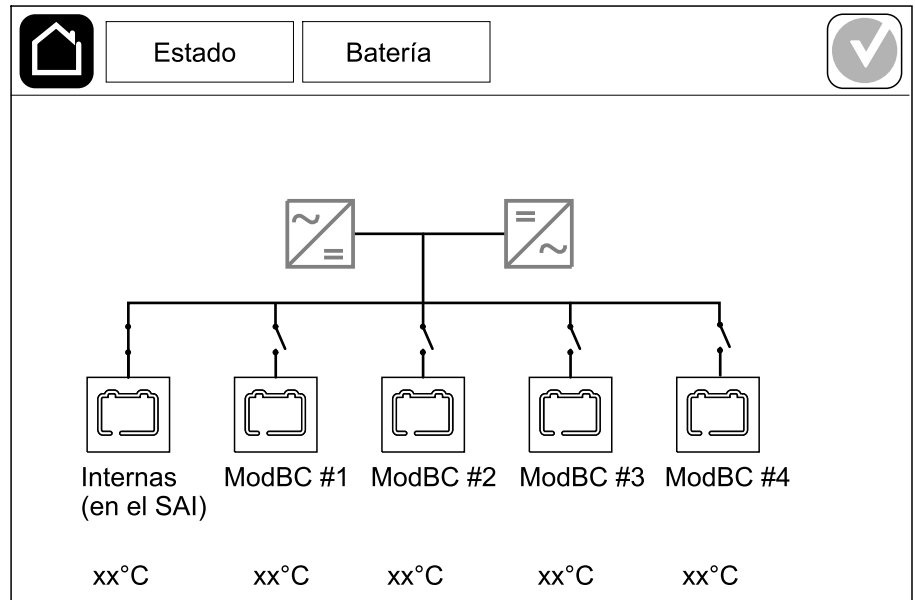 Estado Batería
Internas ModBC #1 ModBC #2 ModBC #3 ModBC #4
(en el SAI)
xx°C xx°C xx°C xx°C xx°C